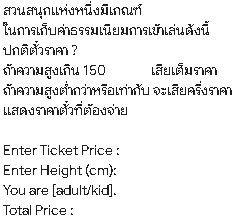 สวนสนุกแห่งหนึ่งมีเกณฑ์
ในการเก็บค่าธรรมเนียมการเข้าเล่นดังนี้
ปกติตั๋วราคา ?
ถ้าความสูงเกิน 150 เสียเต็มราคา
ถ้าความสูงต่ำกว่าหรือเท่ากับ จะเสียครึ่งราคา
แสดงราคาตั๋วที่ต้องจ่าย

Enter Ticket Price :
Enter Height (cm):
You are [adult/kid].
Total Price :